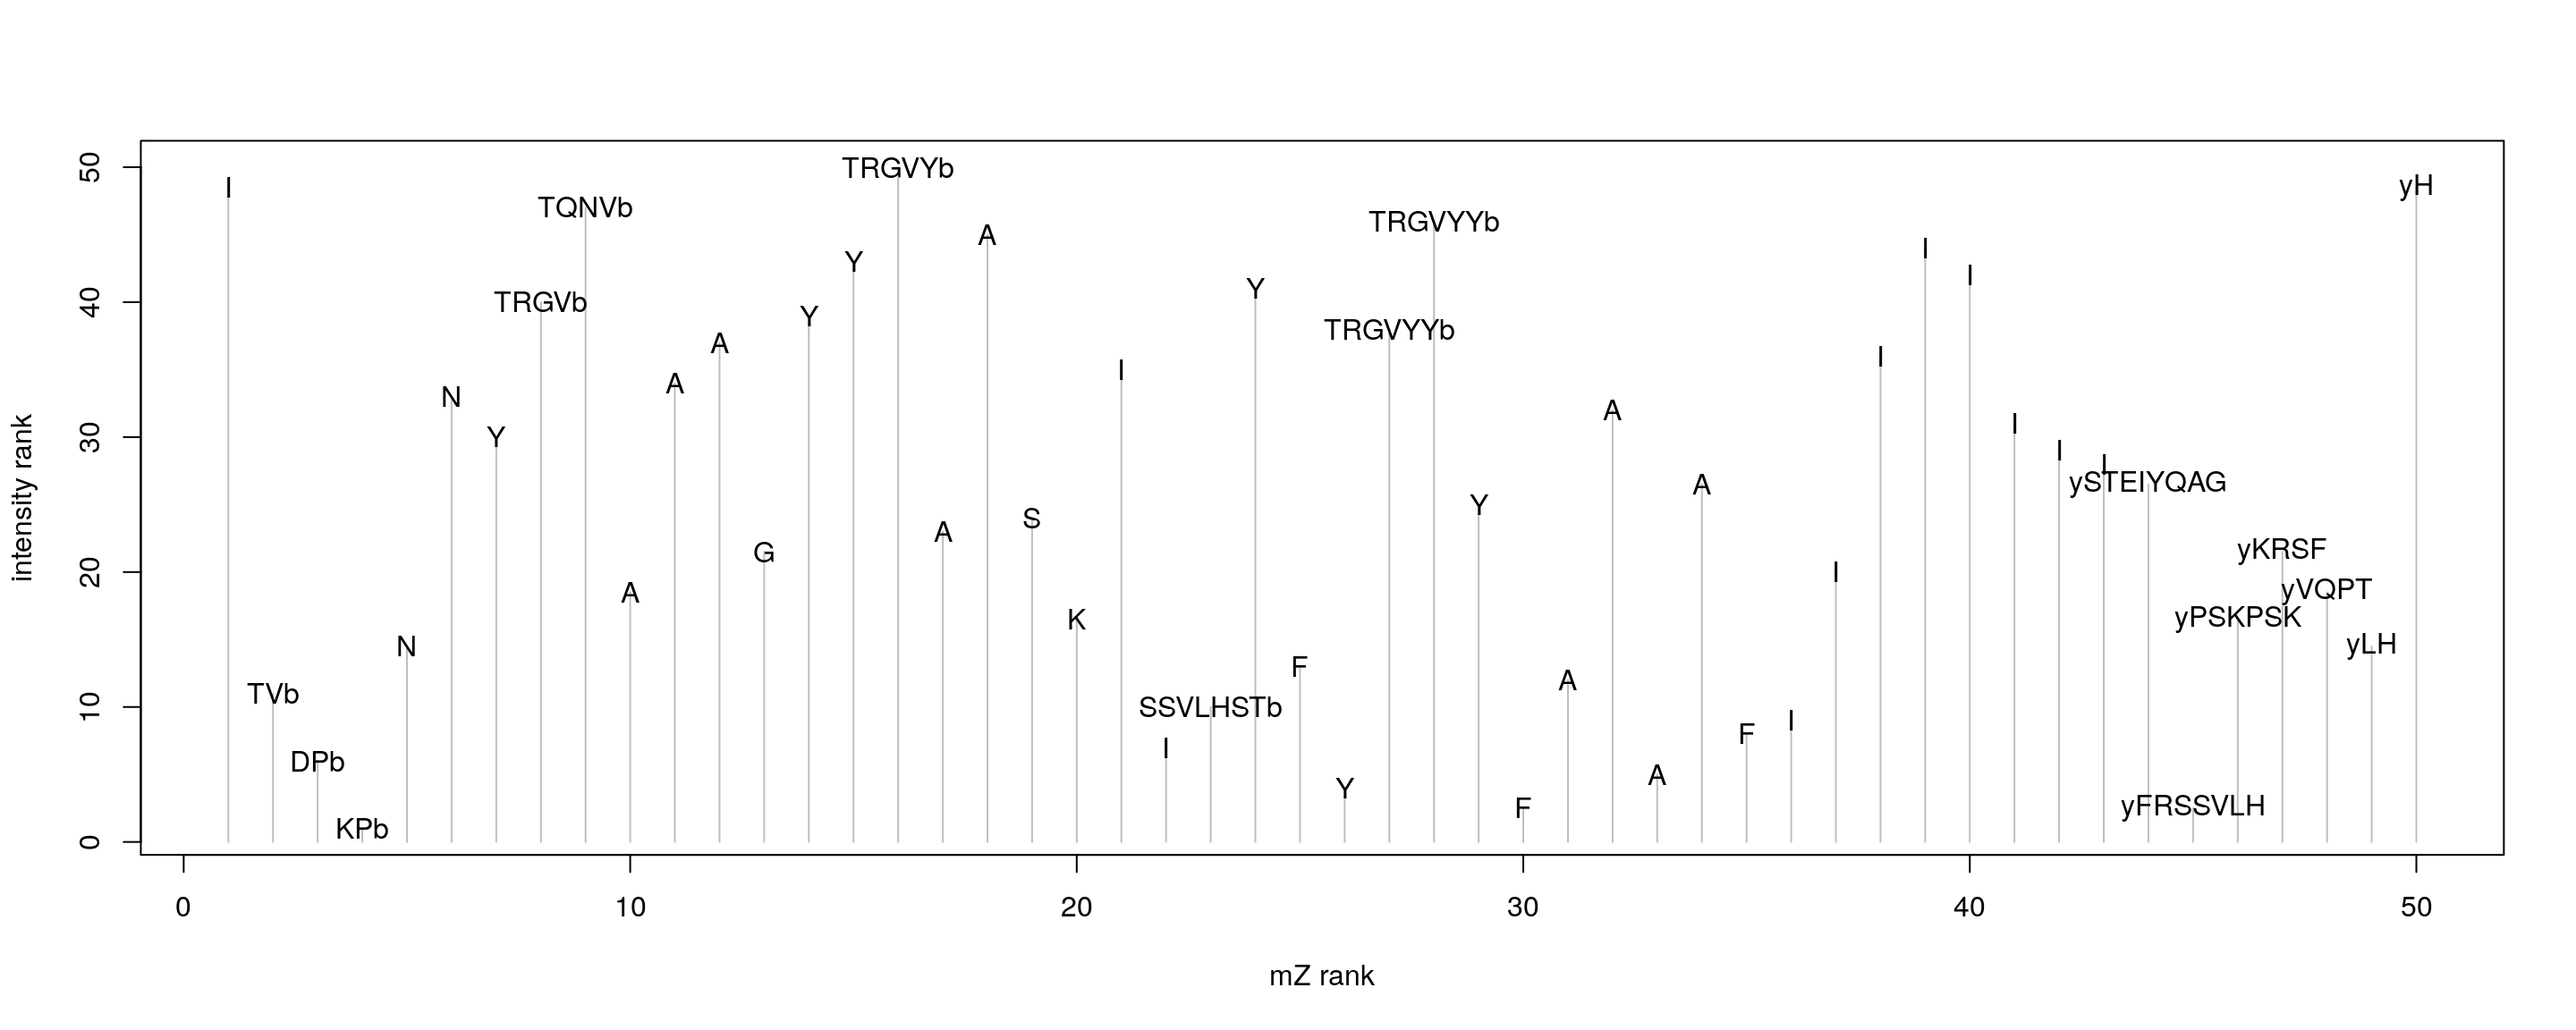 intensity rank
50
40
30
20
10
0
I
TVb
DPb
KPb
N
N
Y
TRGVb
TQNVb
A
A
A
G
Y
Y
TRGVYb
A
A
S
K
I
I
SSVLHSTb
Y
F
Y
TRGVYYb
TRGVYYb
Y
F
A
A
A
A
F
I
I
I
I
I
I
I
I
ySTEIYQAG
yFRSSVLH
yPSKPSK
yKRSF
yVQPT
yLH
yH
0
10
20
30
40
50
mZ rank